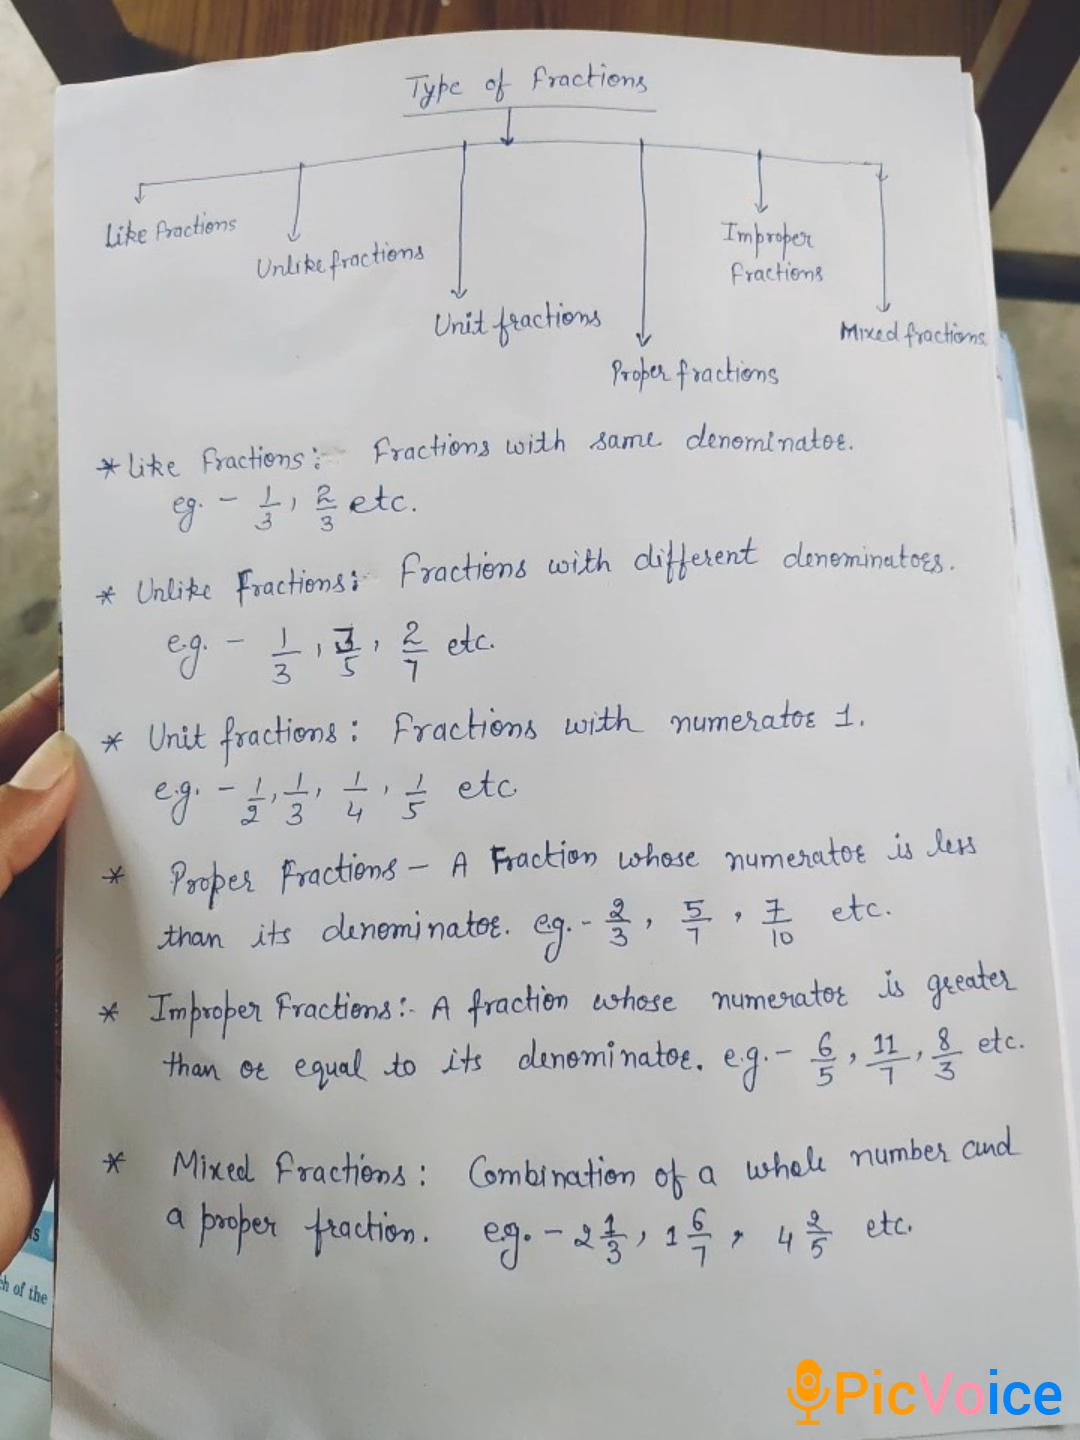 Type of Fractions
Like fractions
Unlike fractions
Unit fractions
Proper fractions
Improper
fractions
Mixed fractions
* Like Fractions:- Fractions with same denominator.
eg. - 1/3, 2/3 etc.
* Unlike Fractions:- Fractions with different denominators.
e.g. - 1/3, 3/5, 2/7 etc.
* Unit fractions: Fractions with numerator 1.
e.g. - 1/2, 1/3, 1/4, 1/5 etc
* Proper Fractions - A Fraction whose numerator is less
than its denominator. e.g. - 2/3, 5/7, 7/10 etc.
* Improper Fractions:- A fraction whose numerator is greater
than or equal to its denominator. e.g. - 6/5, 11/7, 8/3 etc.
* Mixed Fractions: Combination of a whole number and
a proper fraction. e.g. - 2 1/3, 1 6/7, 4 2/5 etc.
of the
PicVoice